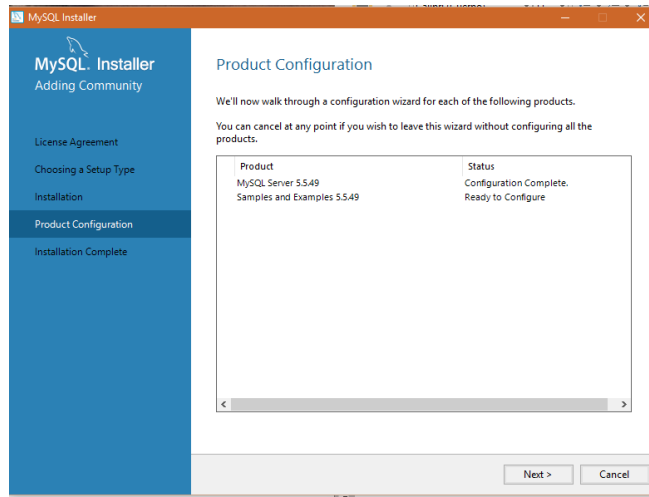 MySQL Installer
MySQL. Installer
Adding Community
License Agreement
Choosing a Setup Type
Installation
Product Configuration
Installation Complete
Product Configuration
We'll now walk through a configuration wizard for each of the following products.
You can cancel at any point if you wish to leave this wizard without configuring all the
products.
Product Status
MySQL Server 5.5.49 Configuration Complete.
Samples and Examples 5.5.49 Ready to Configure
Next > Cancel